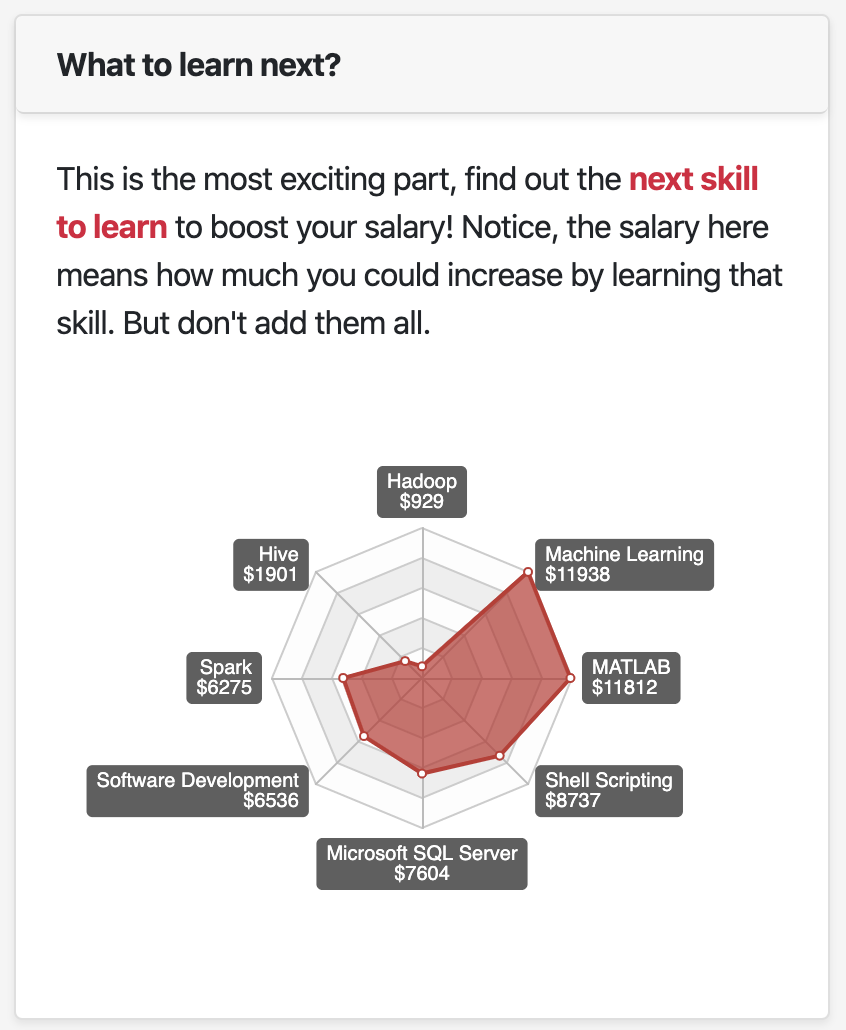 What to learn next?
This is the most exciting part, find out the next skill
to learn to boost your salary! Notice, the salary here
means how much you could increase by learning that
skill. But don't add them all.
Hadoop
$929
Hive
$1901
Machine Learning
$11938
Spark
$6275
MATLAB
$11812
Software Development
$6536
Shell Scripting
$8737
Microsoft SQL Server
$7604